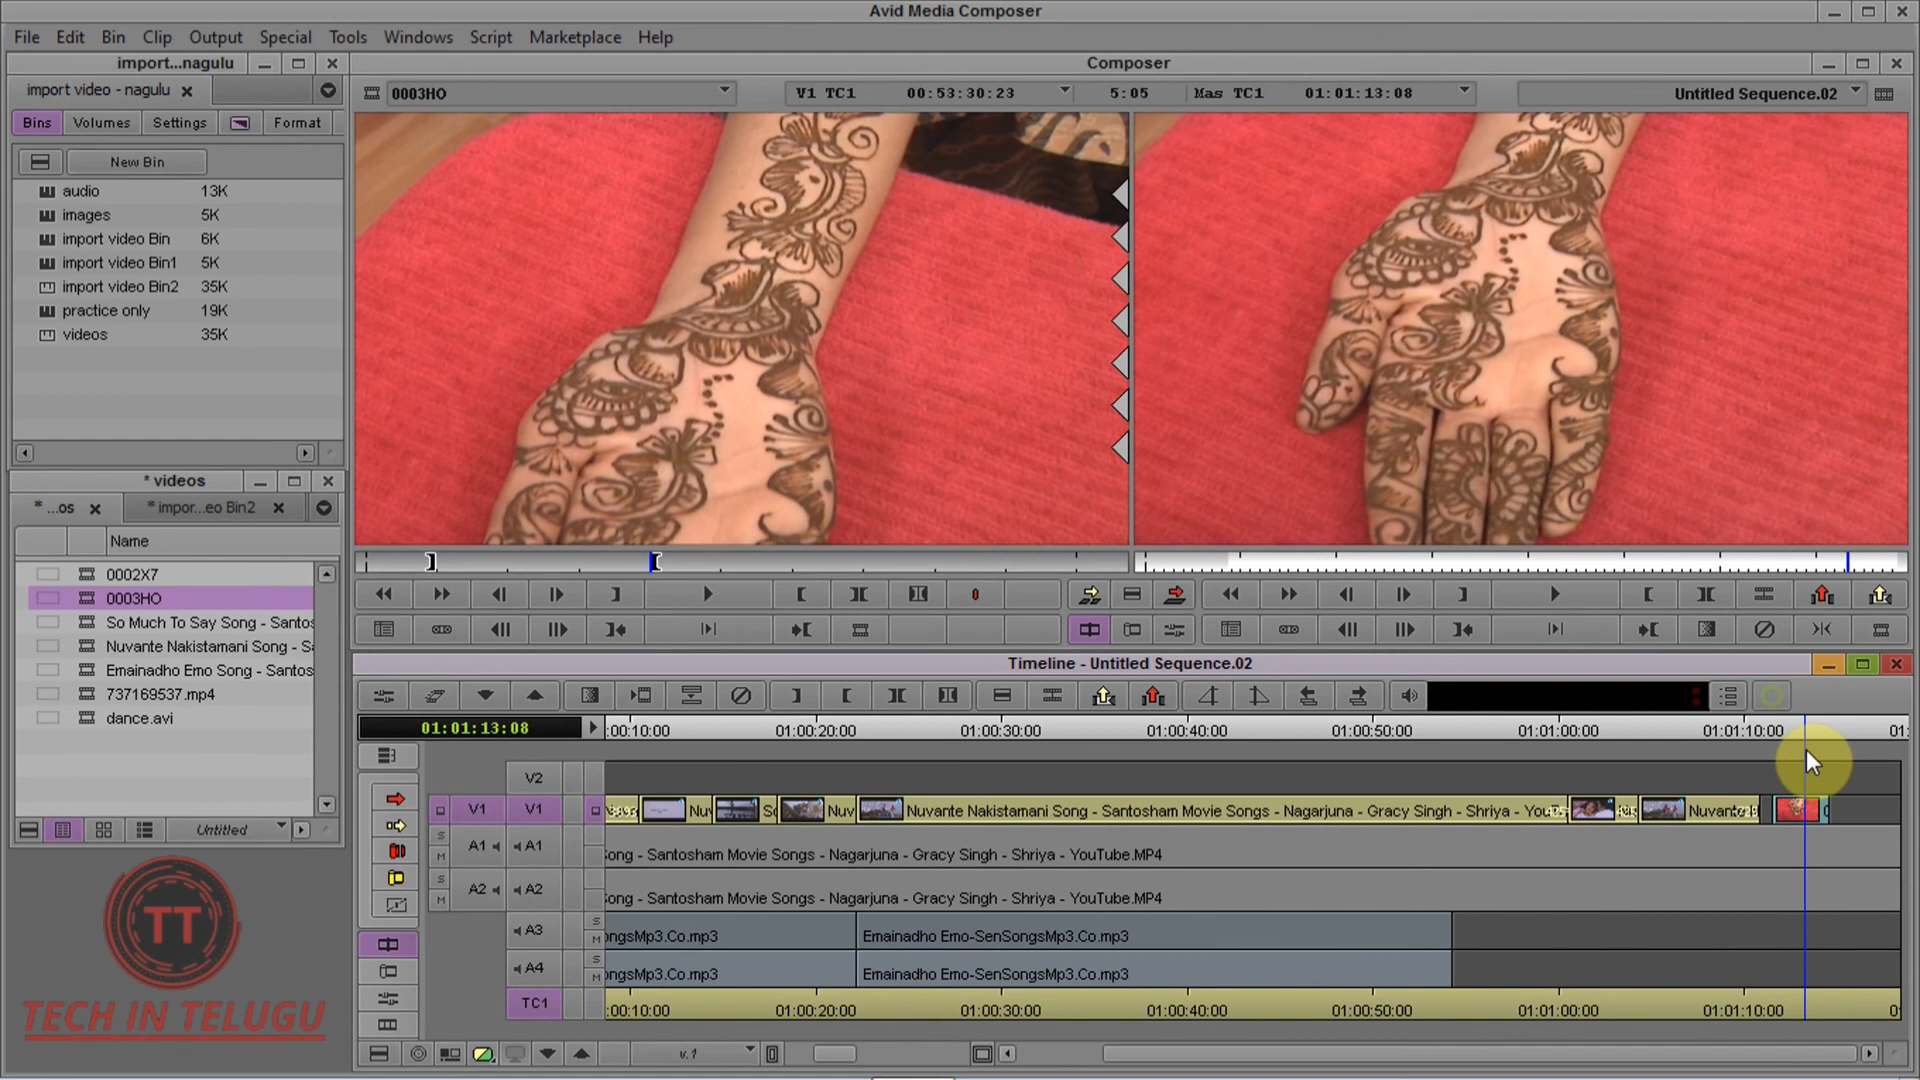 Avid Media Composer
File Edit Bin Clip Output Special Tools Windows Script Marketplace Help
import...nagulu
Composer
import video - nagulu
0003HO
V1 TC1 00:53:30:23 5:05 Mas TC1 01:01:13:08
Untitled Sequence.02
Bins Volumes Settings Format
New Bin
audio 13K
images 5K
import video Bin 6K
import video Bin1 5K
import video Bin2 35K
practice only 19K
videos 35K
* videos
* ...os * impor...eo Bin2
Name
0002X7
0003HO
So Much To Say Song - Santos
Nuvante Nakistamani Song - S
Emainadho Emo Song - Santos
737169537.mp4
dance.avi
Untitled
TT
TECH IN TELUGU
Timeline - Untitled Sequence.02
01:01:13:08
:00:10:00 01:00:20:00 01:00:30:00 01:00:40:00 01:00:50:00 01:01:00:00 01:01:10:00 01:
V2
V1 V1 Nuv S Nuv Nuvante Nakistamani Song - Santosham Movie Songs - Nagarjuna - Gracy Singh - Shriya - You
A1 A1 S M Song - Santosham Movie Songs - Nagarjuna - Gracy Singh - Shriya - YouTube.MP4
A2 A2 S M Song - Santosham Movie Songs - Nagarjuna - Gracy Singh - Shriya - YouTube.MP4
A3 S M ongsMp3.Co.mp3 Emainadho Emo-SenSongsMp3.Co.mp3
A4 S M ongsMp3.Co.mp3 Emainadho Emo-SenSongsMp3.Co.mp3
TC1 :00:10:00 01:00:20:00 01:00:30:00 01:00:40:00 01:00:50:00 01:01:00:00 01:01:10:00 0
v.1